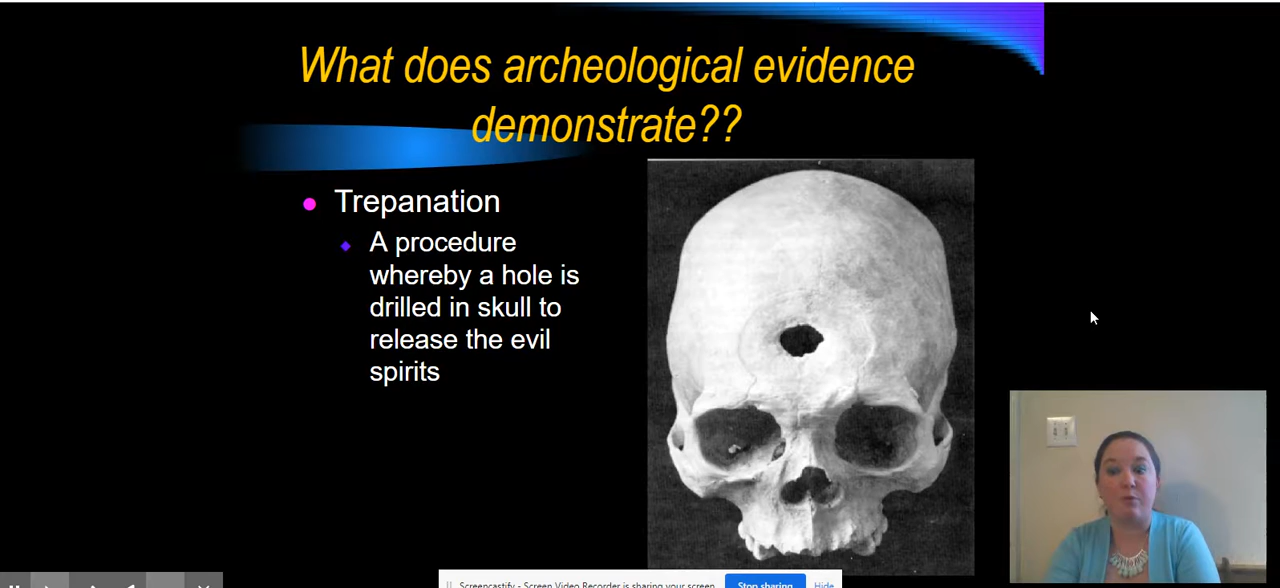 What does archeological evidence
demonstrate??
Trepanation
A procedure
whereby a hole is
drilled in skull to
release the evil
spirits
Screencastify - Screen Video Recorder is sharing your screen.
Stop sharing
Hide